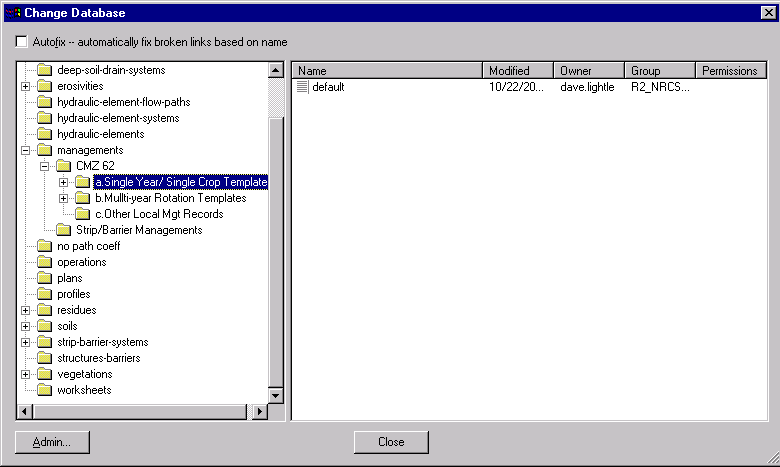 Change Database
Autofix -- automatically fix broken links based on name
deep-soil-drain-systems
erosivities
hydraulic-element-flow-paths
hydraulic-element-systems
hydraulic-elements
managements
CMZ 62
a.Single Year/ Single Crop Template
b.Mullti-year Rotation Templates
c.Other Local Mgt Records
Strip/Barrier Managements
no path coeff
operations
plans
profiles
residues
soils
strip-barrier-systems
structures-barriers
vegetations
worksheets
Name Modified Owner Group Permissions
default 10/22/20... dave.lightle R2_NRCS...
Admin... Close